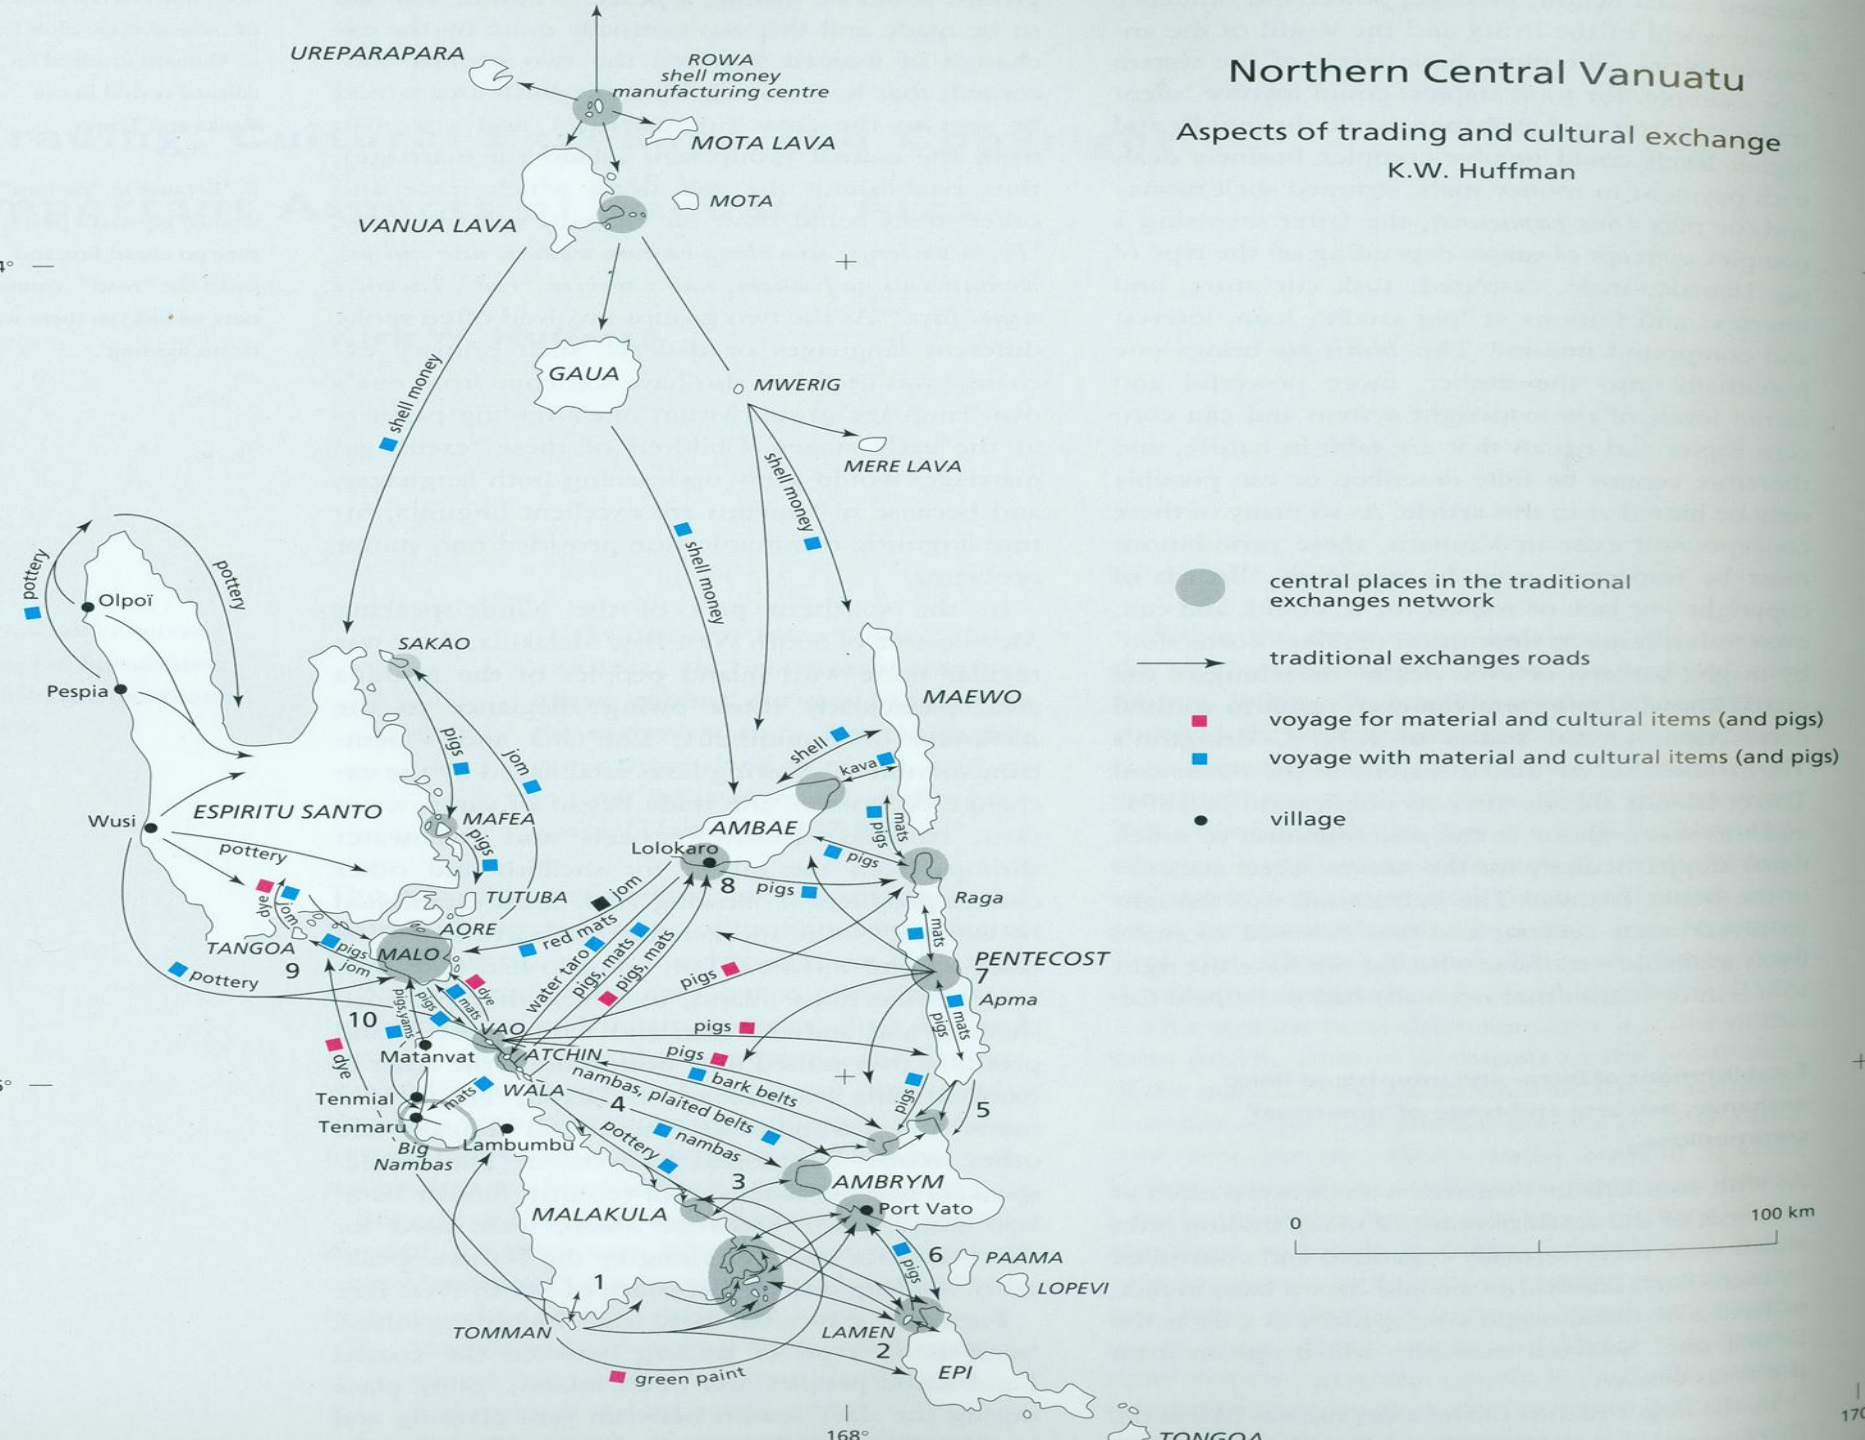 Northern Central Vanuatu
Aspects of trading and cultural exchange
K.W. Huffman
UREPARAPARA
ROWA
shell money
manufacturing centre
MOTA LAVA
MOTA
VANUA LAVA
4°
GAUA
MWERIG
MERE LAVA
shell money
shell money
shell money
pottery
pottery
Olpoï
Pespia
Wusi
SAKAO
MAEWO
pigs
jom
shell
kava
ESPIRITU SANTO
MAFEA
pigs
AMBAE
Lolokaro
8
pigs
mats
pigs
pigs
Raga
pottery
dye
jom
TUTUBA
AORE
jom
red mats
TANGOA
9
pigs
jom
MALO
water taro
pigs, mats
pigs, mats
pigs
mats
PENTECOST
7
Apma
mats
pigs
pottery
dye
mats
pigs
pigs, yams
10
VAO
pigs
Matanvat
ATCHIN
pigs
dye
WALA
mats
bark belts
nambas, plaited belts
4
pigs
5
Tenmial
Tenmaru
Big
Nambas
Lambumbu
pottery
nambas
3
AMBRYM
Port Vato
MALAKULA
6
pigs
PAAMA
LOPEVI
1
TOMMAN
LAMEN
2
EPI
green paint
168°
TONGOA
central places in the traditional
exchanges network
traditional exchanges roads
voyage for material and cultural items (and pigs)
voyage with material and cultural items (and pigs)
village
0
100 km